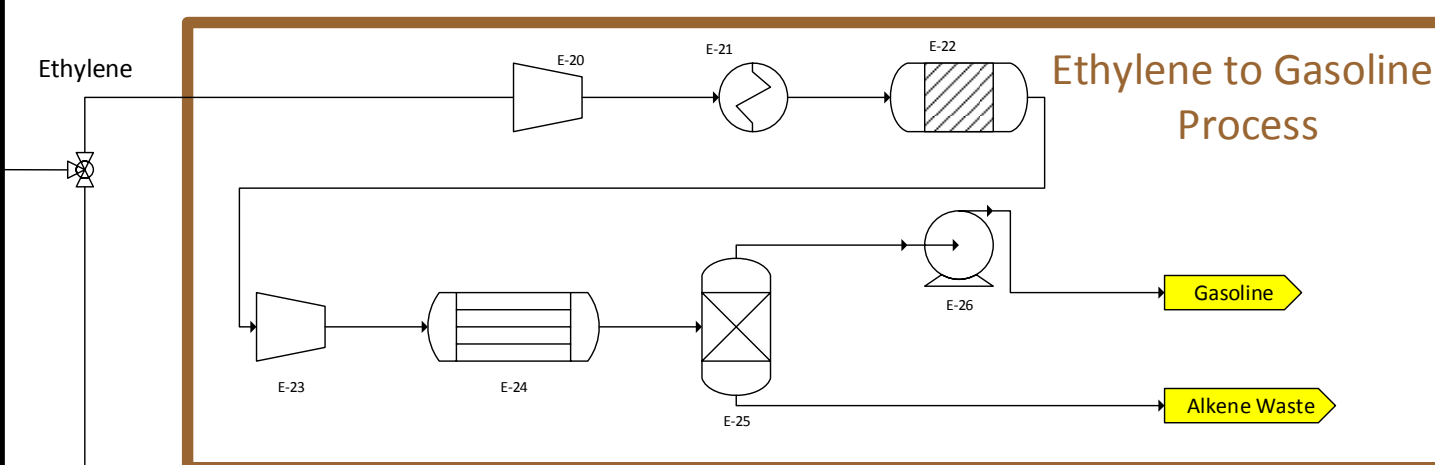 Ethylene
E-20
E-21
E-22
Ethylene to Gasoline
Process
E-23
E-24
E-25
E-26
Gasoline
Alkene Waste